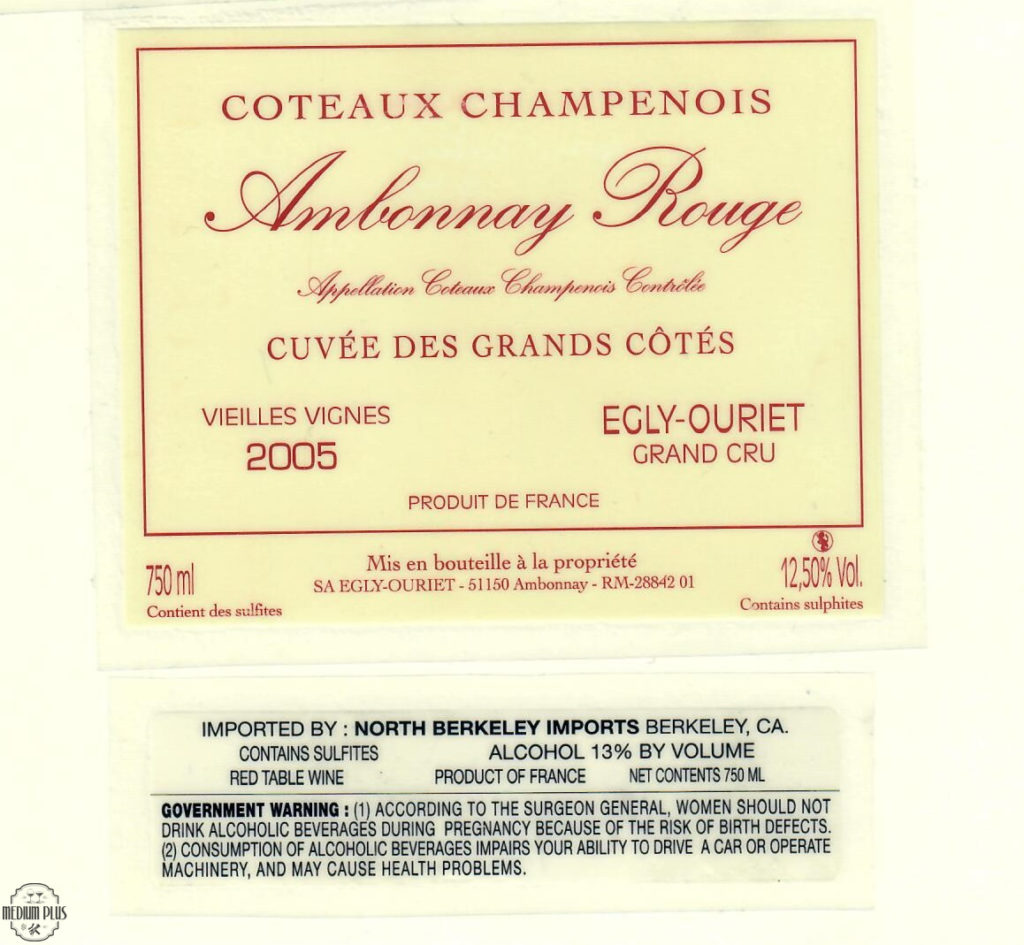 COTEAUX CHAMPENOIS
Ambonnay Rouge
Appellation Coteaux Champenois Contrôlée
CUVÉE DES GRANDS CÔTÉS
VIEILLES VIGNES
2005
EGLY-OURIET
GRAND CRU
PRODUIT DE FRANCE
750 ml
Contient des sulfites
Mis en bouteille à la propriété
SA EGLY-OURIET - 51150 Ambonnay - RM-28842 01
12,50% Vol.
Contains sulphites
IMPORTED BY : NORTH BERKELEY IMPORTS BERKELEY, CA.
CONTAINS SULFITES ALCOHOL 13% BY VOLUME
RED TABLE WINE PRODUCT OF FRANCE NET CONTENTS 750 ML
GOVERNMENT WARNING : (1) ACCORDING TO THE SURGEON GENERAL, WOMEN SHOULD NOT
DRINK ALCOHOLIC BEVERAGES DURING PREGNANCY BECAUSE OF THE RISK OF BIRTH DEFECTS.
(2) CONSUMPTION OF ALCOHOLIC BEVERAGES IMPAIRS YOUR ABILITY TO DRIVE A CAR OR OPERATE
MACHINERY, AND MAY CAUSE HEALTH PROBLEMS.
MEDIUM PLUS